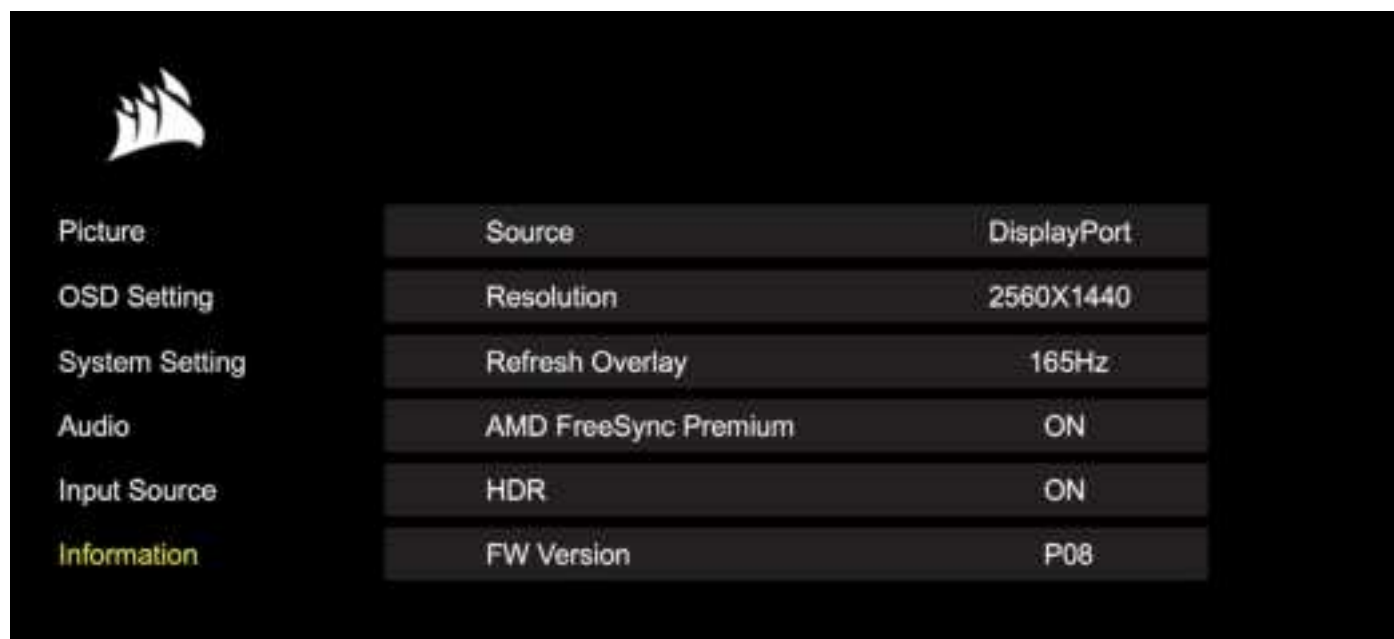 Picture Source DisplayPort
OSD Setting Resolution 2560X1440
System Setting Refresh Overlay 165Hz
Audio AMD FreeSync Premium ON
Input Source HDR ON
Information FW Version P08